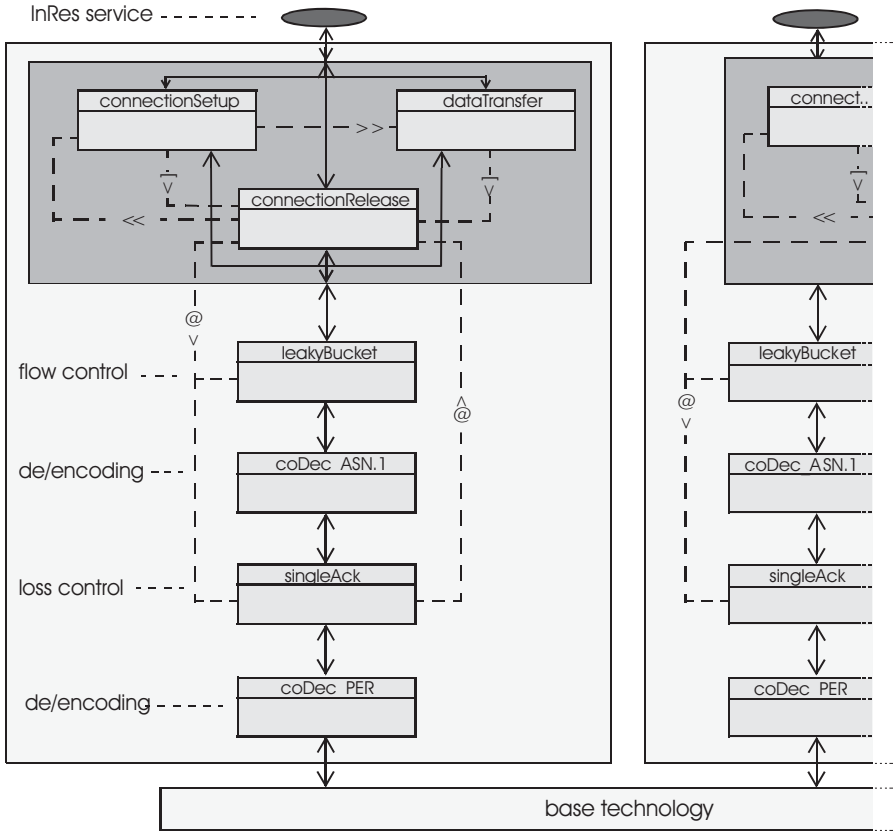 InRes service
connectionSetup
dataTransfer
>>
[>]
[>]
connectionRelease
<<
@
>
flow control
leakyBucket
>
@
de/encoding
coDec_ASN.1
loss control
singleAck
de/encoding
coDec_PER
connect..
[>]
<<
leakyBucket
@
>
coDec_ASN.1
singleAck
coDec_PER
base technology